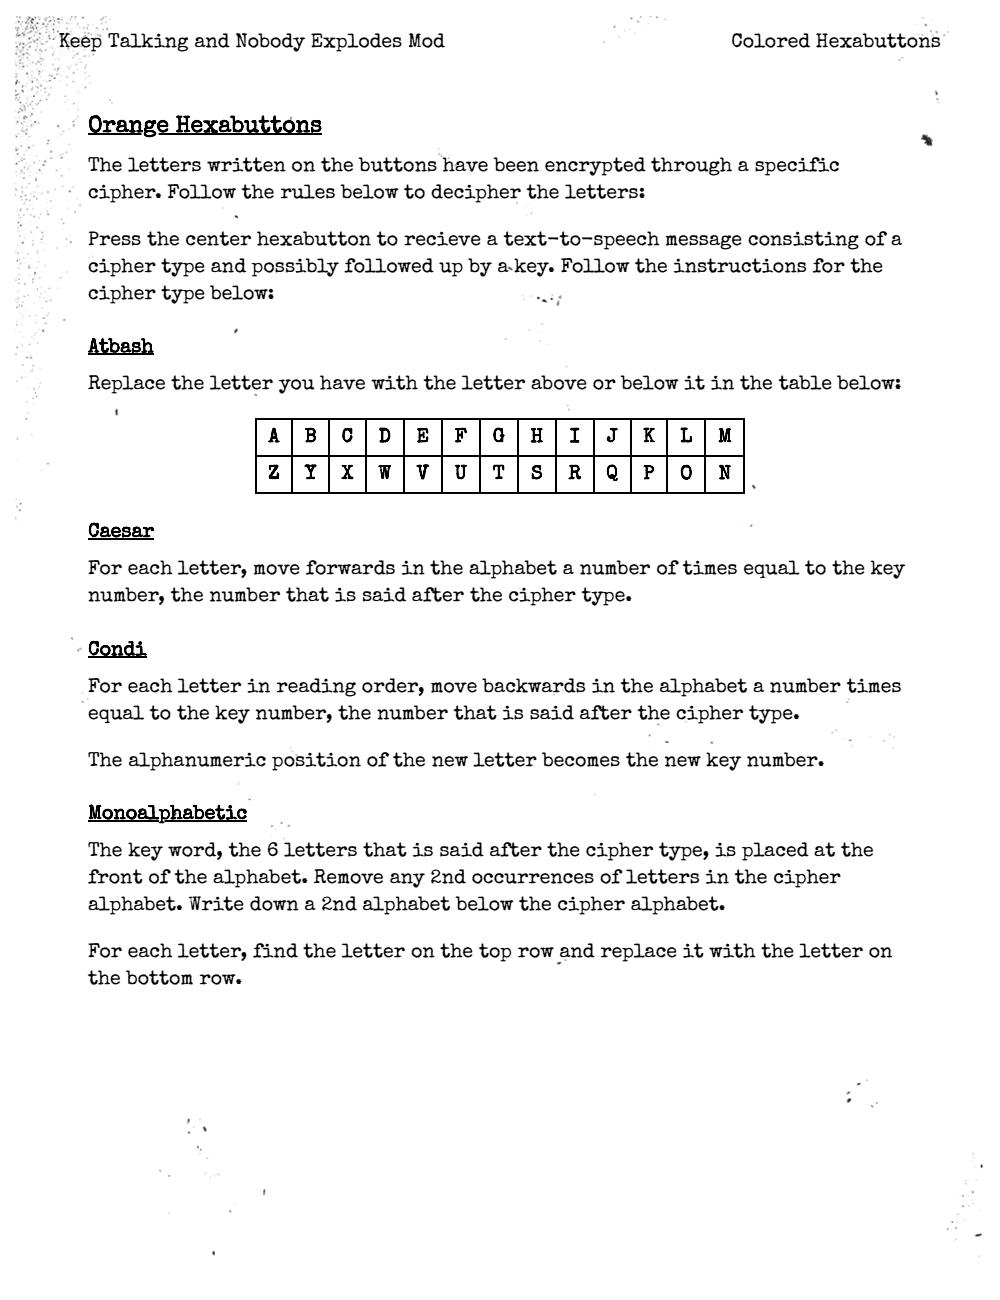 Keep Talking and Nobody Explodes Mod
Colored Hexabuttons
Orange Hexabuttons
The letters written on the buttons have been encrypted through a specific
cipher. Follow the rules below to decipher the letters:
Press the center hexabutton to recieve a text-to-speech message consisting of a
cipher type and possibly followed up by a key. Follow the instructions for the
cipher type below:
Atbash
Replace the letter you have with the letter above or below it in the table below:
A B C D E F G H I J K L M
Z Y X W V U T S R Q P O N
Caesar
For each letter, move forwards in the alphabet a number of times equal to the key
number, the number that is said after the cipher type.
Condi
For each letter in reading order, move backwards in the alphabet a number times
equal to the key number, the number that is said after the cipher type.
The alphanumeric position of the new letter becomes the new key number.
Monoalphabetic
The key word, the 6 letters that is said after the cipher type, is placed at the
front of the alphabet. Remove any 2nd occurrences of letters in the cipher
alphabet. Write down a 2nd alphabet below the cipher alphabet.
For each letter, find the letter on the top row and replace it with the letter on
the bottom row.